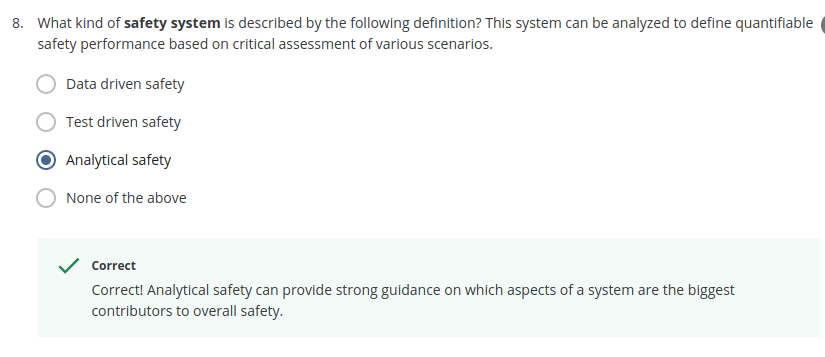 8. What kind of safety system is described by the following definition? This system can be analyzed to define quantifiable
safety performance based on critical assessment of various scenarios.
Data driven safety
Test driven safety
Analytical safety
None of the above
Correct
Correct! Analytical safety can provide strong guidance on which aspects of a system are the biggest
contributors to overall safety.